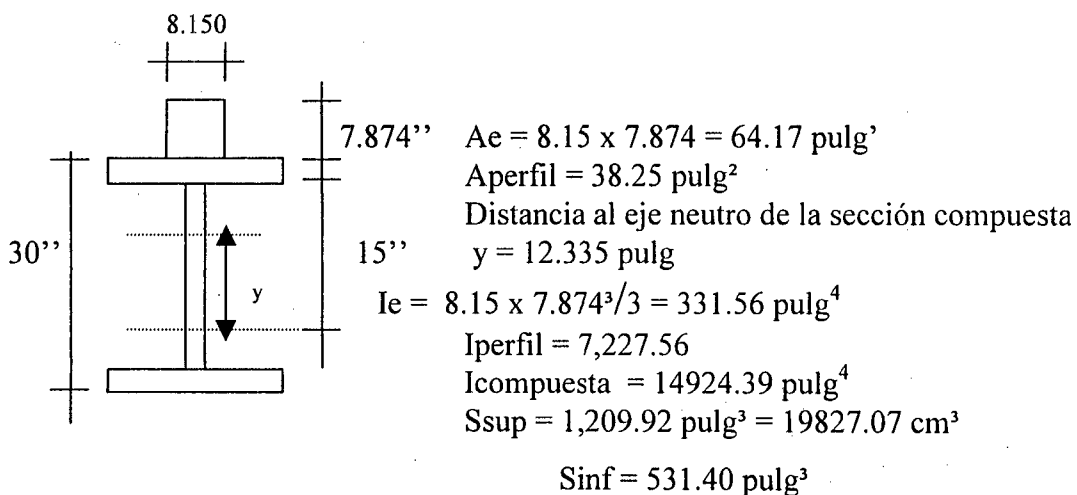 8.150
7.874’’ Ae = 8.15 x 7.874 = 64.17 pulg’
Aperfil = 38.25 pulg²
Distancia al eje neutro de la sección compuesta
30’’ 15’’ y = 12.335 pulg
y Ie = 8.15 x 7.874³/3 = 331.56 pulg⁴
Iperfil = 7,227.56
Icompuesta = 14924.39 pulg⁴
Ssup = 1,209.92 pulg³ = 19827.07 cm³
Sinf = 531.40 pulg³